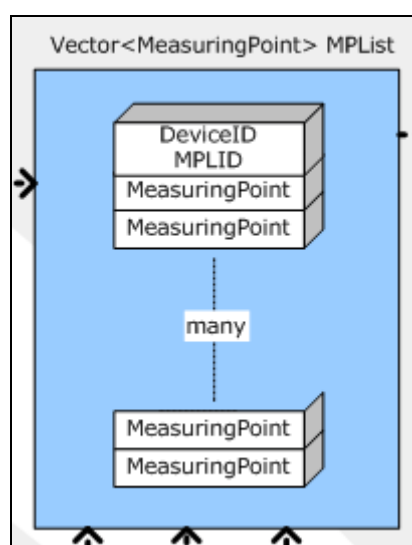 Vector<MeasuringPoint> MPList
DeviceID
MPLID
MeasuringPoint
MeasuringPoint
many
MeasuringPoint
MeasuringPoint